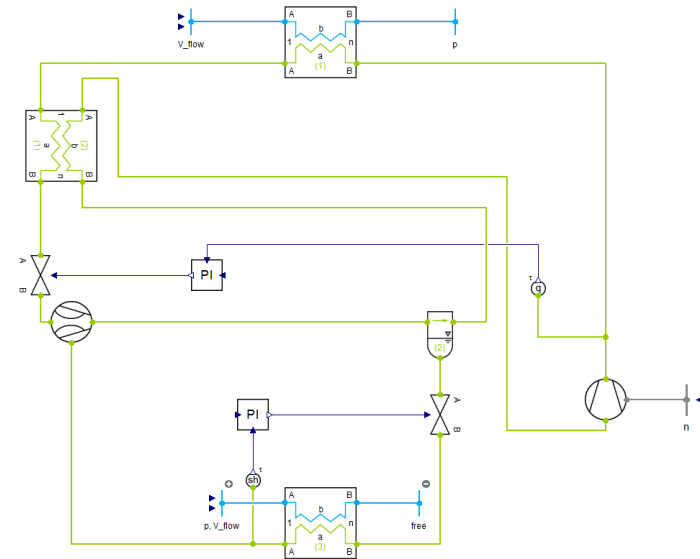 A B
b
1 n
a
A B
(1)
V_flow
p
A 1 A
(1) a b (2)
B n B
A
PI
B
τ
q
(2)
n
PI
A
B
τ
sh
p, V_flow
A B
b
1 n
a
A B
(3)
free